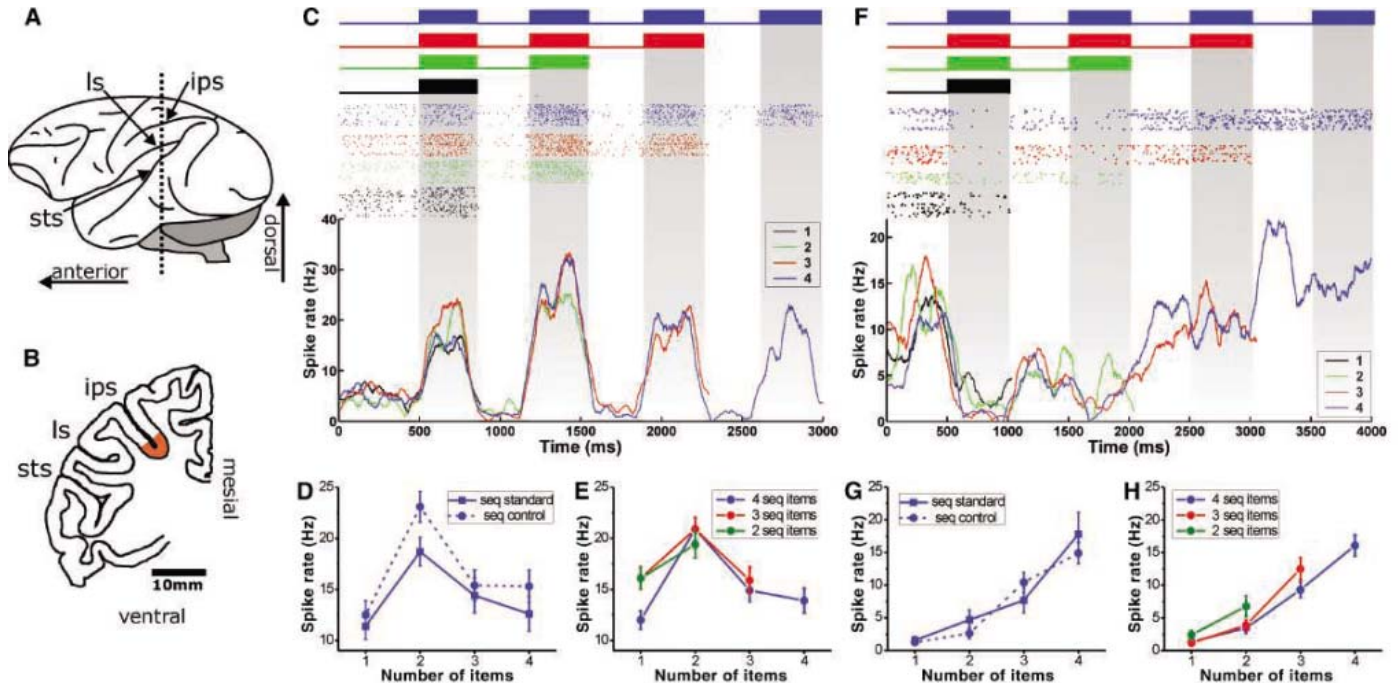 A
ls
ips
sts
anterior
dorsal
B
ips
ls
sts
mesial
10mm
ventral
C
40
30
20
10
0
Spike rate (Hz)
0 500 1000 1500 2000 2500 3000
Time (ms)
1
2
3
4
F
20
15
10
5
0
Spike rate (Hz)
0 500 1000 1500 2000 2500 3000 3500 4000
Time (ms)
1
2
3
4
D
25
20
15
10
Spike rate (Hz)
seq standard
seq control
1 2 3 4
Number of items
E
25
20
15
10
Spike rate (Hz)
4 seq items
3 seq items
2 seq items
1 2 3 4
Number of items
G
25
20
15
10
5
0
Spike rate (Hz)
seq standard
seq control
1 2 3 4
Number of items
H
25
20
15
10
5
0
Spike rate (Hz)
4 seq items
3 seq items
2 seq items
1 2 3 4
Number of items